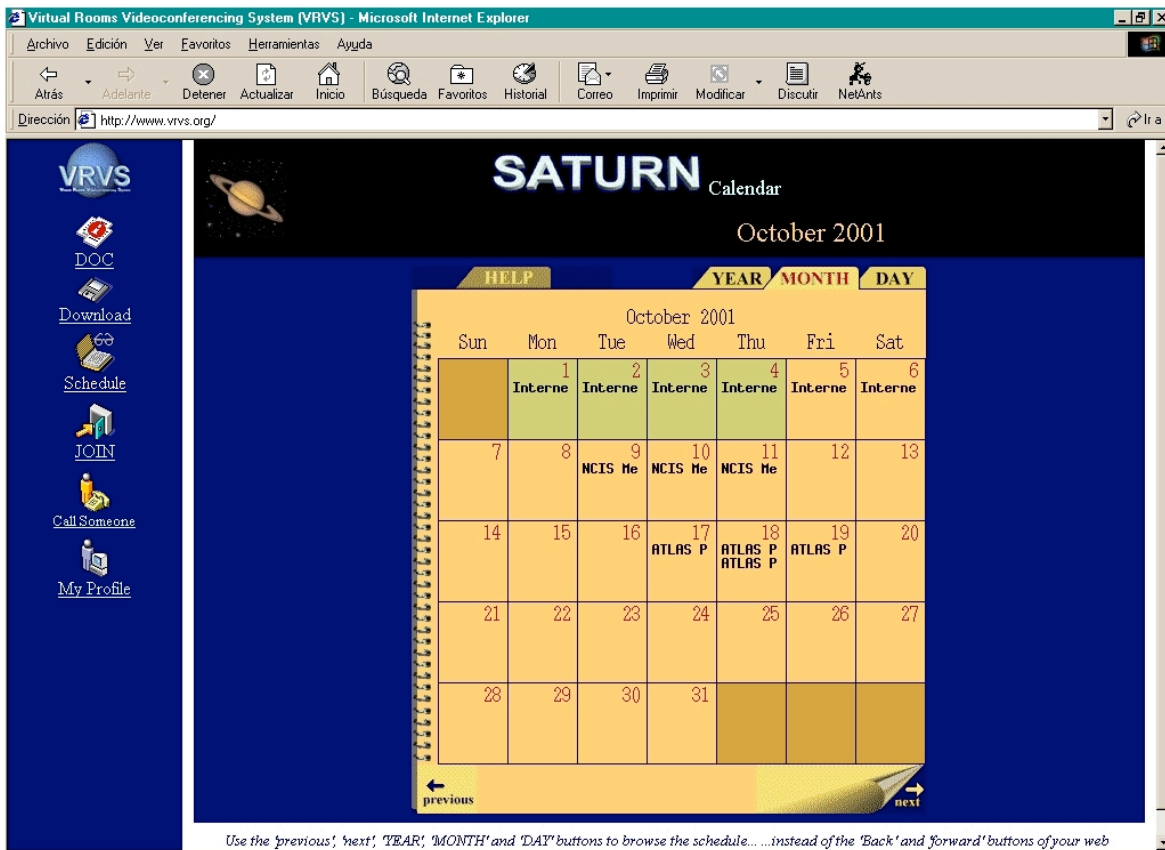 Virtual Rooms Videoconferencing System (VRVS) - Microsoft Internet Explorer
Archivo Edición Ver Favoritos Herramientas Ayuda
Atrás Adelante Detener Actualizar Inicio Búsqueda Favoritos Historial Correo Imprimir Modificar Discutir NetAnts
Dirección http://www.vrvs.org/ Ir a
VRVS
DOC
Download
Schedule
JOIN
Call Someone
My Profile
SATURN Calendar
October 2001
HELP YEAR MONTH DAY
October 2001
Sun Mon Tue Wed Thu Fri Sat
1 2 3 4 5 6
Interne Interne Interne Interne Interne Interne
7 8 9 10 11 12 13
NCIS Me NCIS Me NCIS Me
14 15 16 17 18 19 20
ATLAS P ATLAS P ATLAS P
ATLAS P
21 22 23 24 25 26 27
28 29 30 31
previous next
Use the 'previous', 'next', 'YEAR', 'MONTH' and 'DAY' buttons to browse the schedule... ...instead of the 'Back' and 'forward' buttons of your web